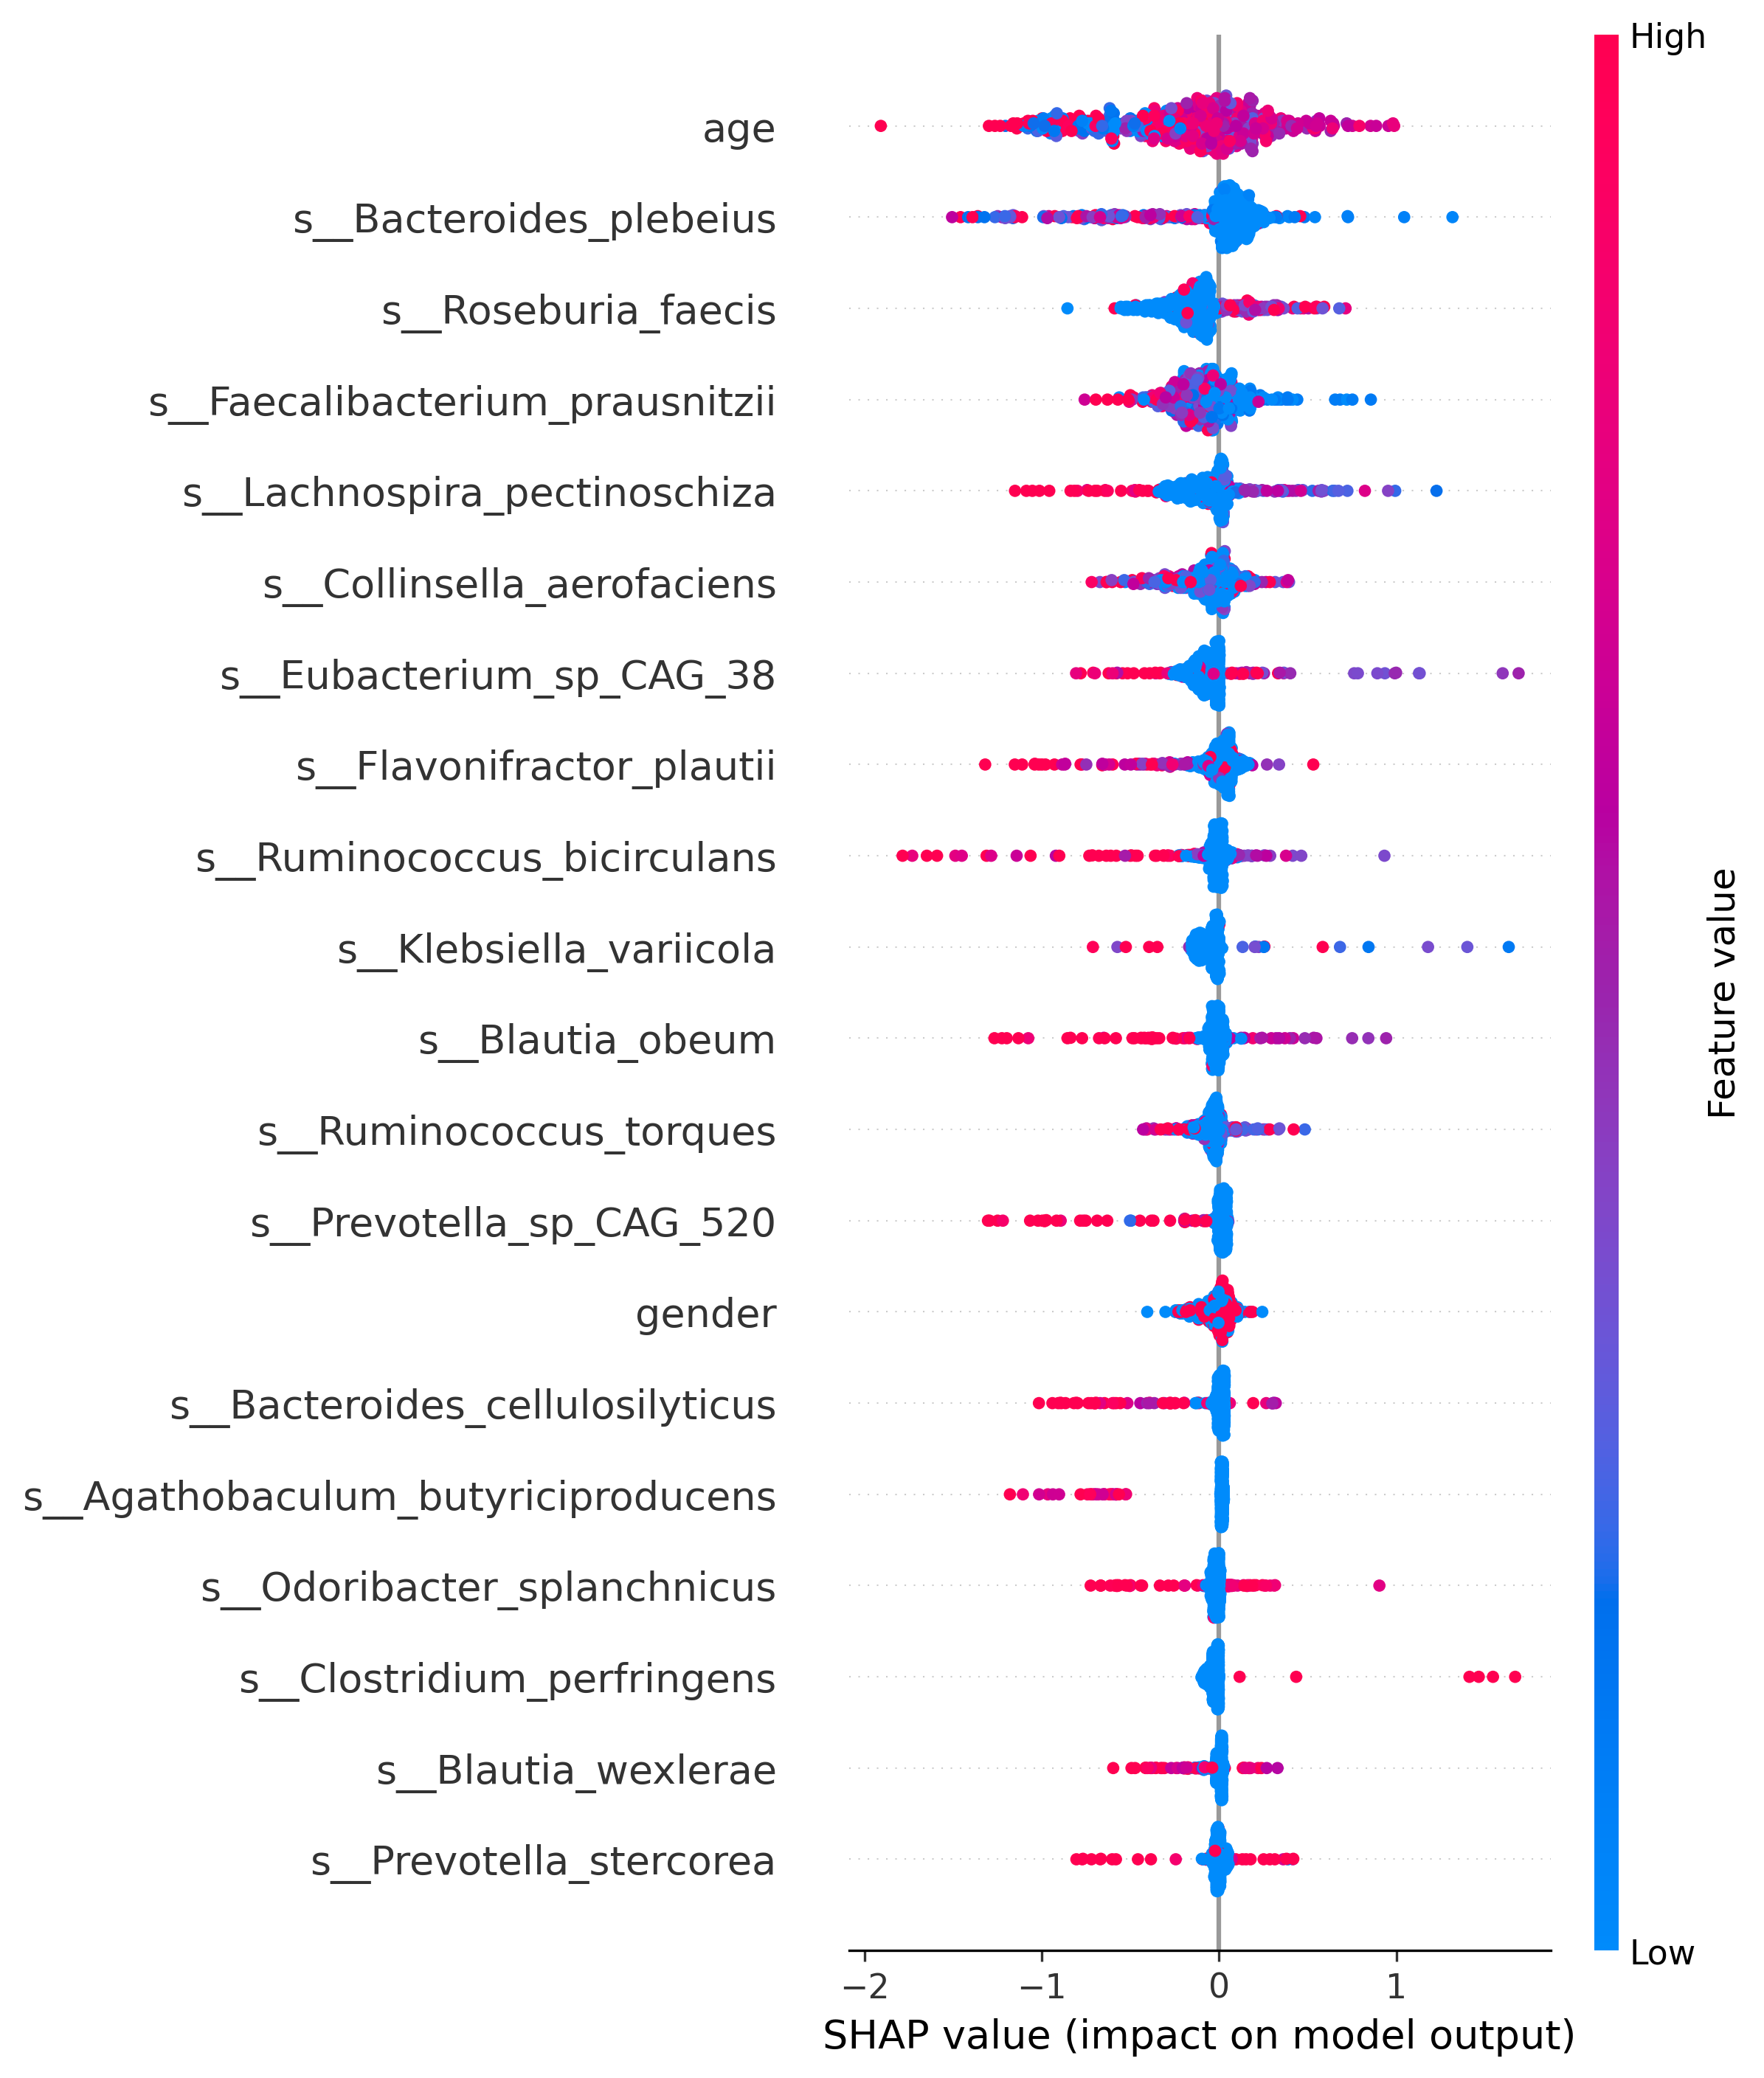 High
age
s__Bacteroides_plebeius
s__Roseburia_faecis
s__Faecalibacterium_prausnitzii
s__Lachnospira_pectinoschiza
s__Collinsella_aerofaciens
s__Eubacterium_sp_CAG_38
s__Flavonifractor_plautii
s__Ruminococcus_bicirculans
s__Klebsiella_variicola
s__Blautia_obeum
s__Ruminococcus_torques
s__Prevotella_sp_CAG_520
gender
s__Bacteroides_cellulosilyticus
s__Agathobaculum_butyriciproducens
s__Odoribacter_splanchnicus
s__Clostridium_perfringens
s__Blautia_wexlerae
s__Prevotella_stercorea
Feature value
Low
−2 −1 0 1
SHAP value (impact on model output)